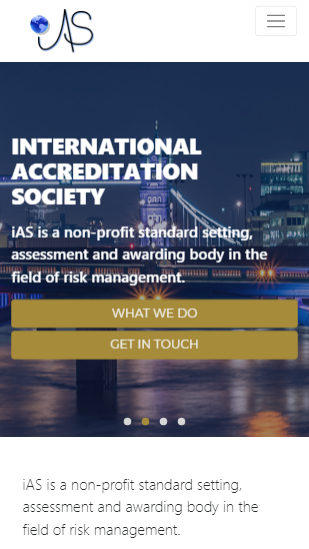 iAS
INTERNATIONAL
ACCREDITATION
SOCIETY
iAS is a non-profit standard setting,
assessment and awarding body in the
field of risk management.
WHAT WE DO
GET IN TOUCH
iAS is a non-profit standard setting,
assessment and awarding body in the
field of risk management.